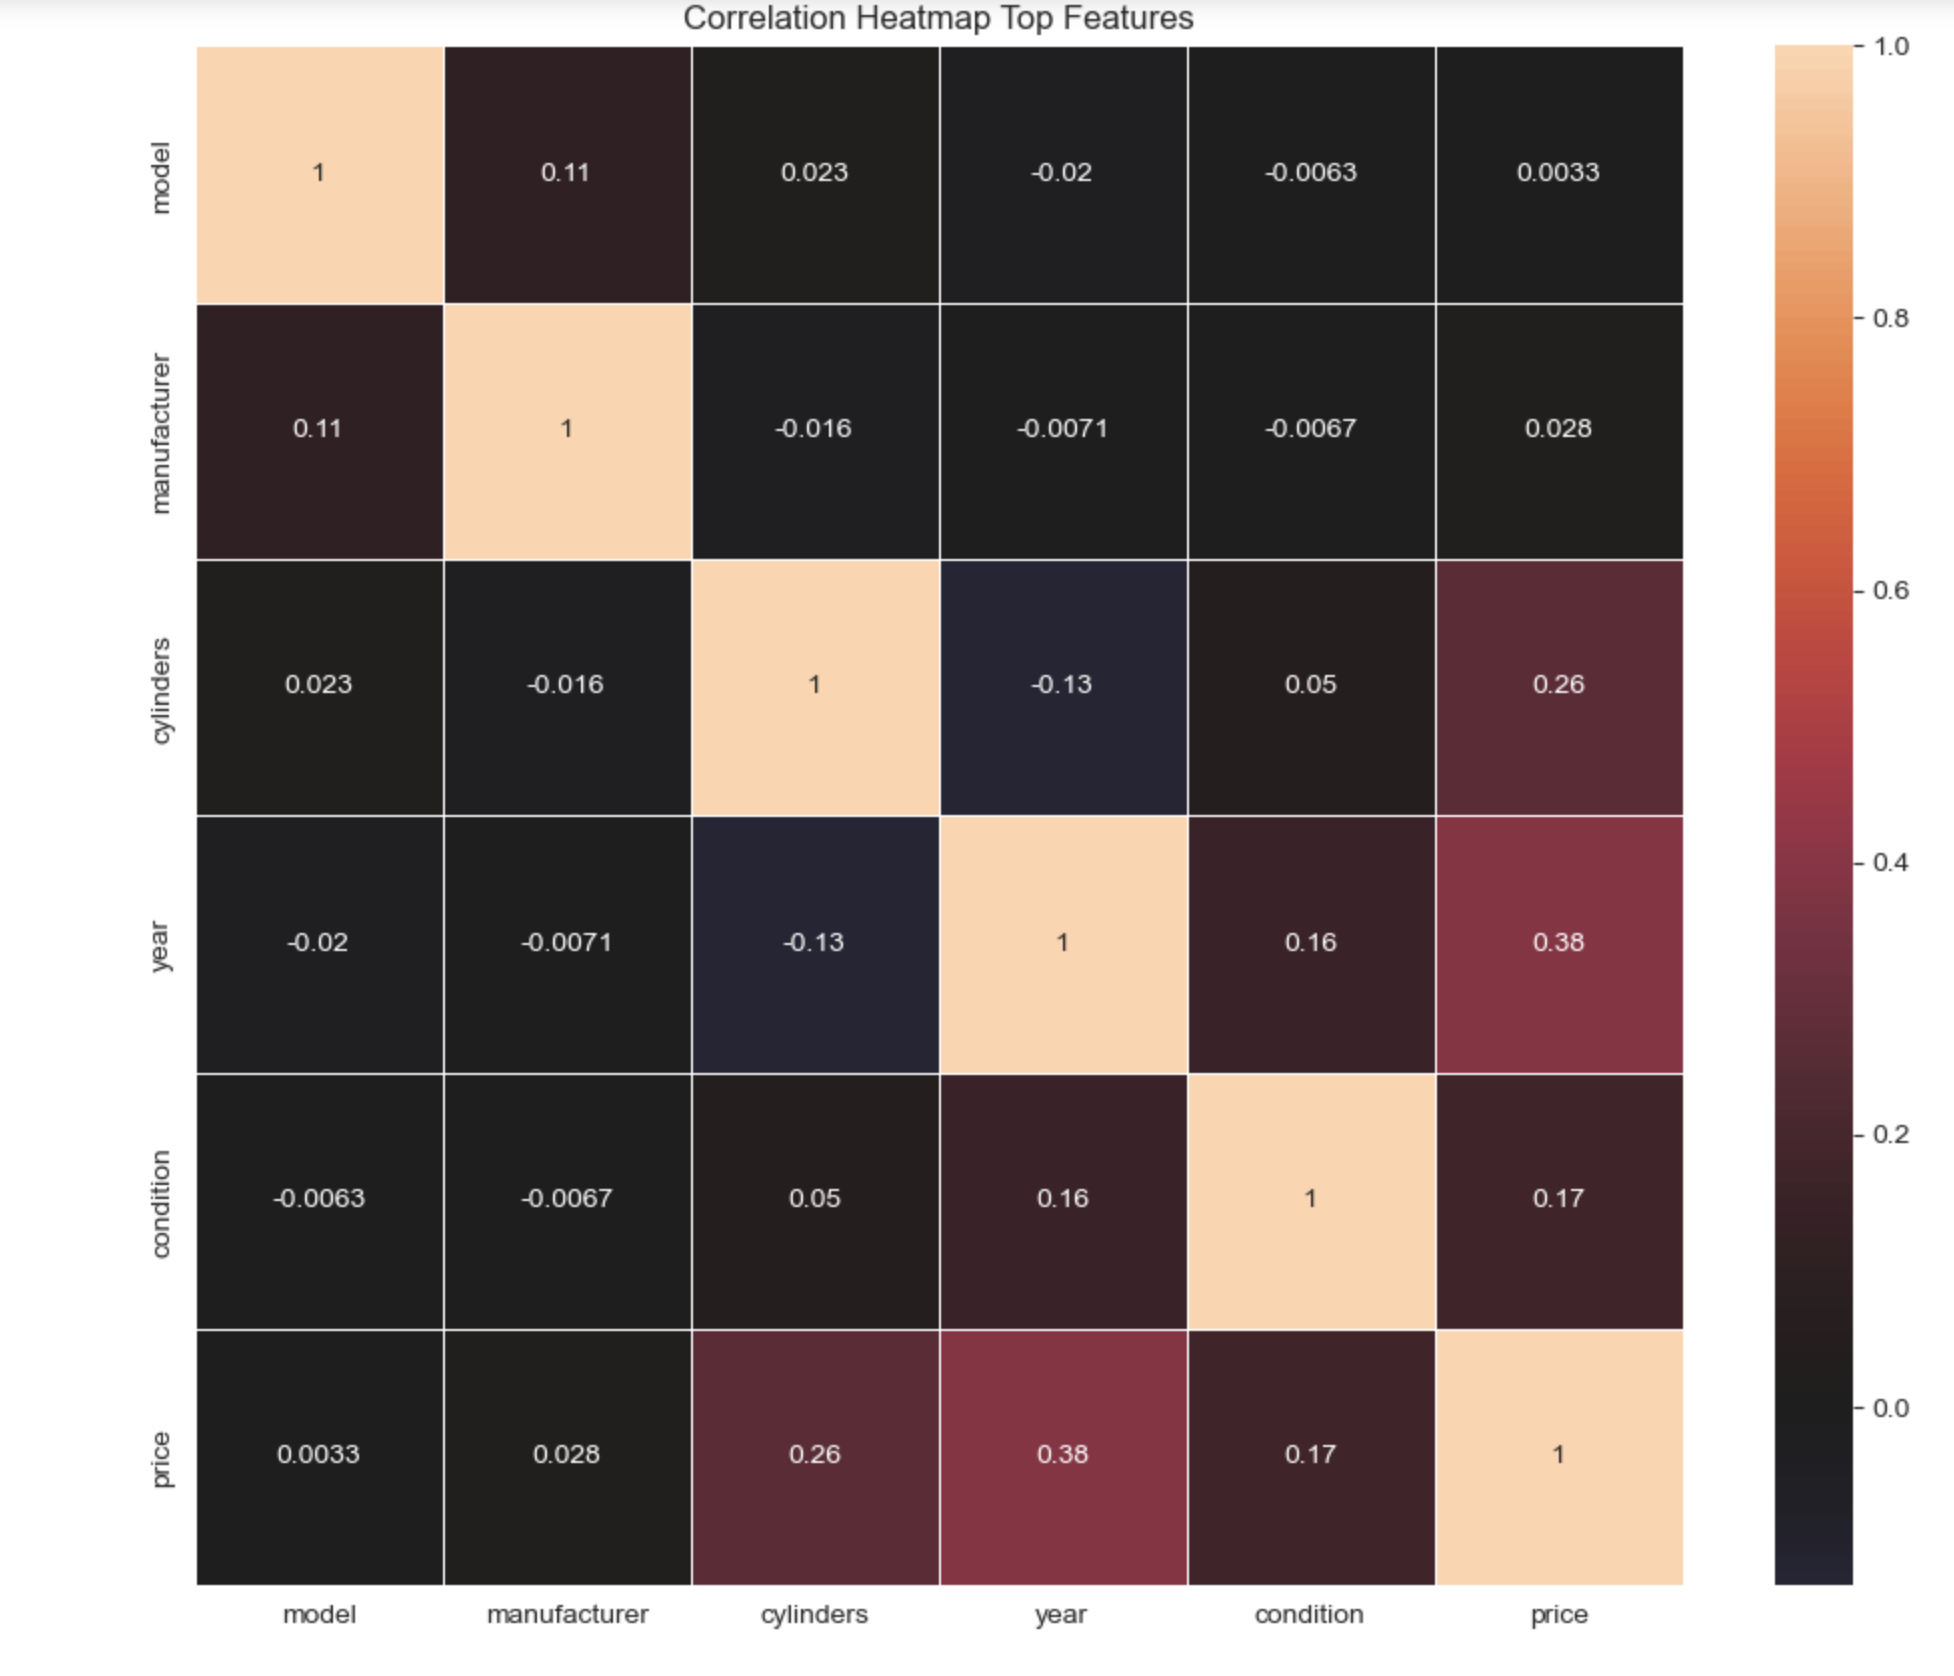 Correlation Heatmap Top Features
model 1 0.11 0.023 -0.02 -0.0063 0.0033
manufacturer 0.11 1 -0.016 -0.0071 -0.0067 0.028
cylinders 0.023 -0.016 1 -0.13 0.05 0.26
year -0.02 -0.0071 -0.13 1 0.16 0.38
condition -0.0063 -0.0067 0.05 0.16 1 0.17
price 0.0033 0.028 0.26 0.38 0.17 1
model manufacturer cylinders year condition price
1.0
0.8
0.6
0.4
0.2
0.0